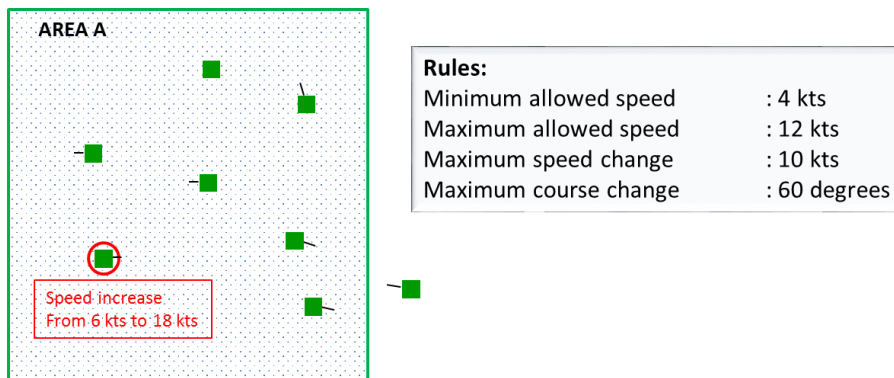 AREA A
Rules:
Minimum allowed speed : 4 kts
Maximum allowed speed : 12 kts
Maximum speed change : 10 kts
Maximum course change : 60 degrees
Speed increase
From 6 kts to 18 kts